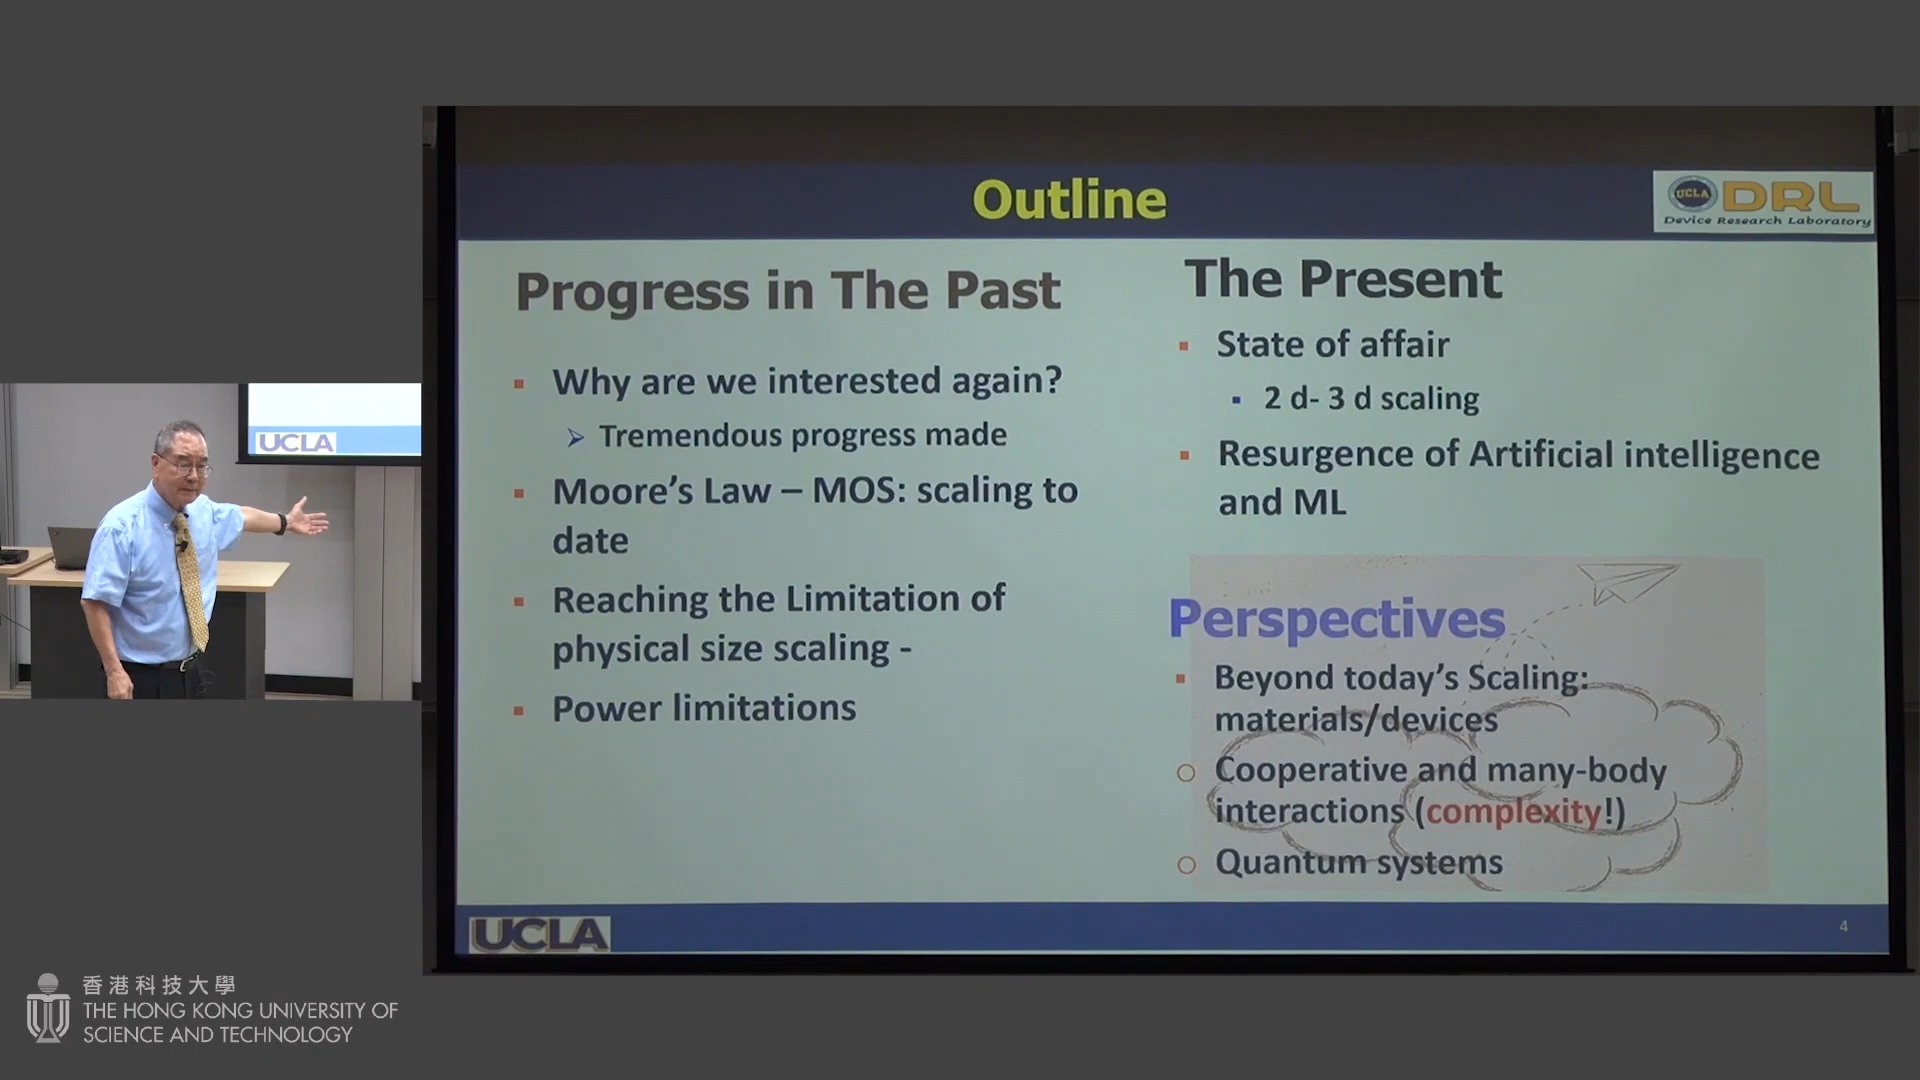 Outline
UCLA DRL
Device Research Laboratory
Progress in The Past
Why are we interested again?
Tremendous progress made
Moore's Law – MOS: scaling to
date
Reaching the Limitation of
physical size scaling -
Power limitations
The Present
State of affair
2 d- 3 d scaling
Resurgence of Artificial intelligence
and ML
Perspectives
Beyond today's Scaling:
materials/devices
Cooperative and many-body
interactions (complexity!)
Quantum systems
UCLA
4
UCLA
香港科技大學
THE HONG KONG UNIVERSITY OF
SCIENCE AND TECHNOLOGY